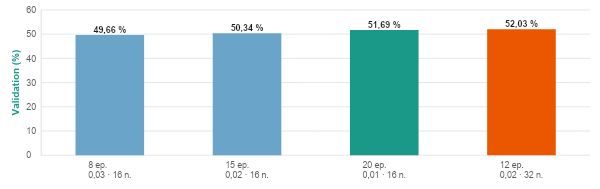 Validation (%)
60
50
40
30
20
10
0
49,66 %
50,34 %
51,69 %
52,03 %
8 ep.
0,03 · 16 n.
15 ep.
0,02 · 16 n.
20 ep.
0,01 · 16 n.
12 ep.
0,02 · 32 n.